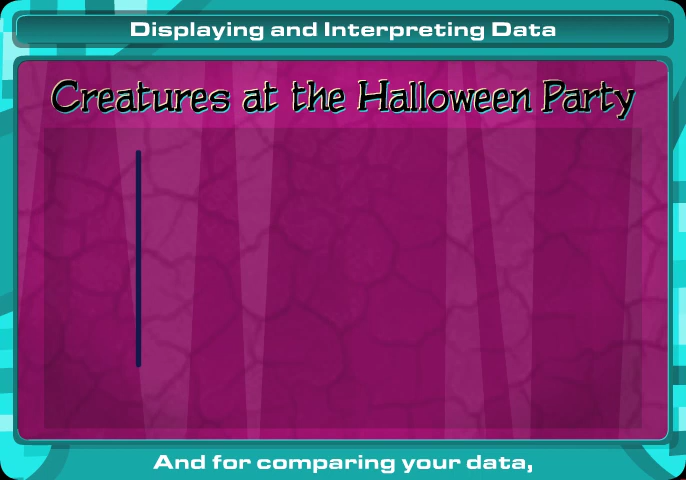 Displaying and Interpreting Data
Creatures at the Halloween Party
And for comparing your data,